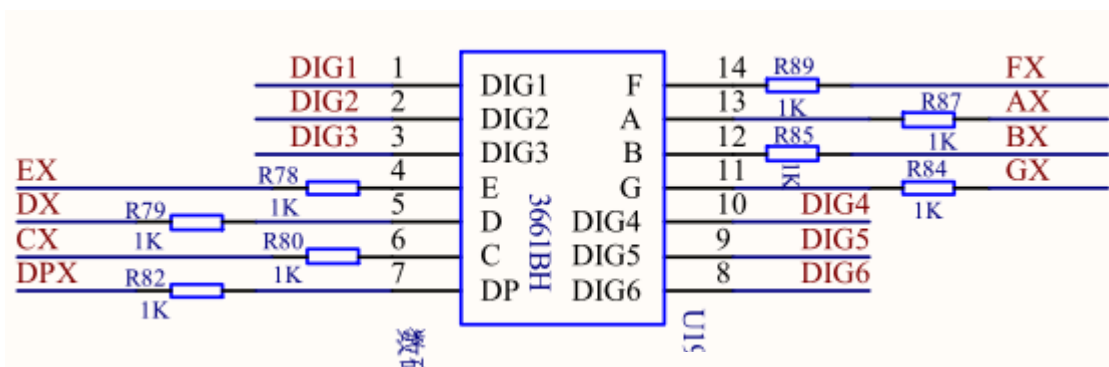 DIG1 1 DIG1 F 14 R89 1K FX
DIG2 2 DIG2 A 13 R87 1K AX
DIG3 3 DIG3 B 12 R85 1K BX
EX R78 1K 4 E G 11 R84 1K GX
DX R79 1K 5 D DIG4 10 DIG4
CX R80 1K 6 C DIG5 9 DIG5
DPX R82 1K 7 DP DIG6 8 DIG6
3661BH
数